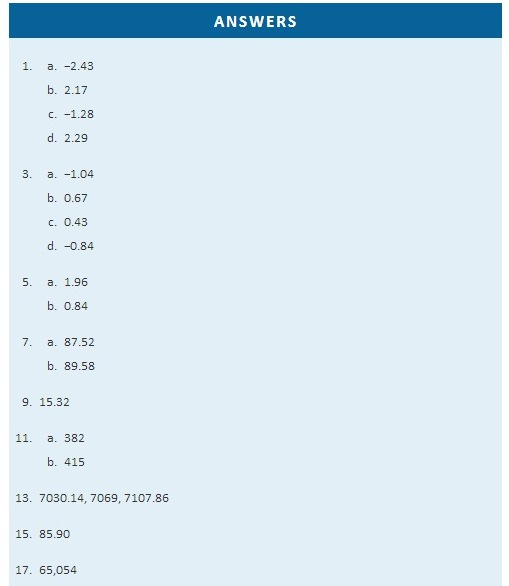 ANSWERS
1. a. −2.43
b. 2.17
c. −1.28
d. 2.29
3. a. −1.04
b. 0.67
c. 0.43
d. −0.84
5. a. 1.96
b. 0.84
7. a. 87.52
b. 89.58
9. 15.32
11. a. 382
b. 415
13. 7030.14, 7069, 7107.86
15. 85.90
17. 65,054